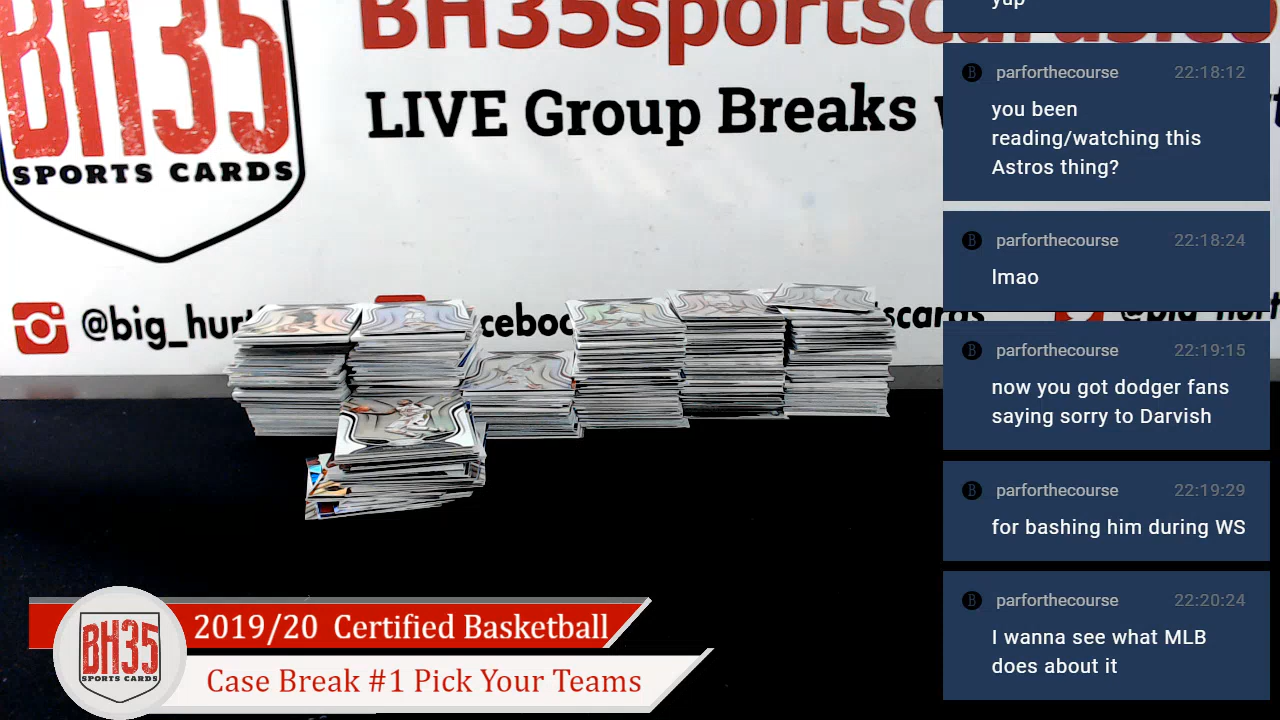 BH35
SPORTS CARDS
BH35sportscards.co
LIVE Group Breaks
@big_hurt
scards
yup
parforthecourse 22:18:12
you been
reading/watching this
Astros thing?
parforthecourse 22:18:24
lmao
parforthecourse 22:19:15
now you got dodger fans
saying sorry to Darvish
parforthecourse 22:19:29
for bashing him during WS
parforthecourse 22:20:24
I wanna see what MLB
does about it
BH35
SPORTS CARDS
2019/20 Certified Basketball
Case Break #1 Pick Your Teams